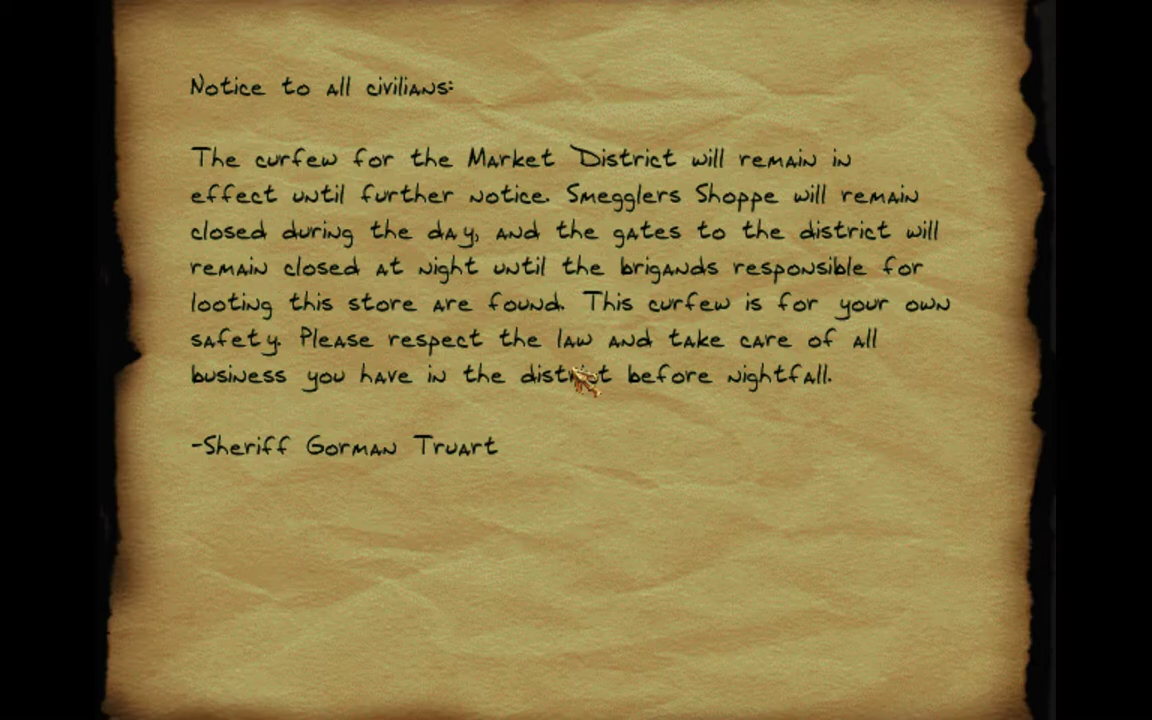 Notice to all civilians:
The curfew for the Market District will remain in
effect until further notice. Smegglers Shoppe will remain
closed during the day, and the gates to the district will
remain closed at night until the brigands responsible for
looting this store are found. This curfew is for your own
safety. Please respect the law and take care of all
business you have in the district before nightfall.
-Sheriff Gorman Truart